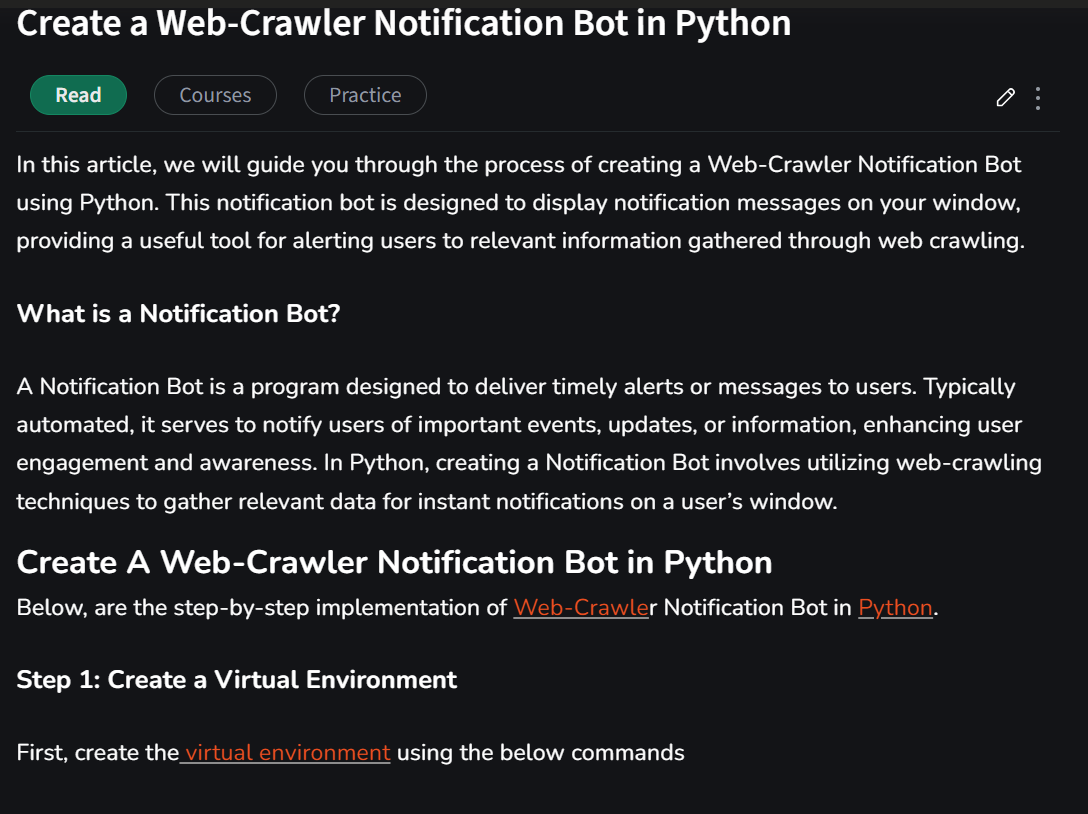 Create a Web-Crawler Notification Bot in Python
Read Courses Practice
In this article, we will guide you through the process of creating a Web-Crawler Notification Bot
using Python. This notification bot is designed to display notification messages on your window,
providing a useful tool for alerting users to relevant information gathered through web crawling.
What is a Notification Bot?
A Notification Bot is a program designed to deliver timely alerts or messages to users. Typically
automated, it serves to notify users of important events, updates, or information, enhancing user
engagement and awareness. In Python, creating a Notification Bot involves utilizing web-crawling
techniques to gather relevant data for instant notifications on a user’s window.
Create A Web-Crawler Notification Bot in Python
Below, are the step-by-step implementation of Web-Crawler Notification Bot in Python.
Step 1: Create a Virtual Environment
First, create the virtual environment using the below commands